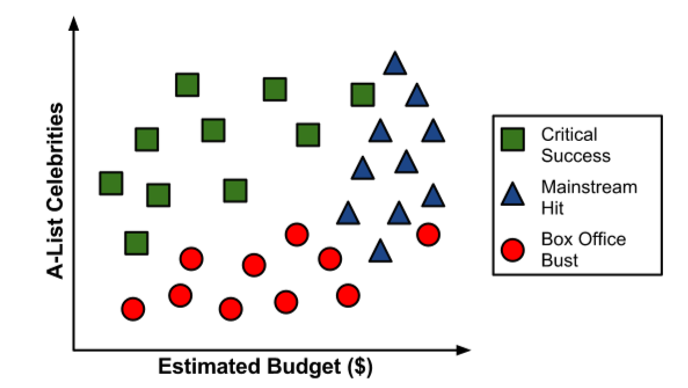 A-List Celebrities
Estimated Budget ($)
Critical
Success
Mainstream
Hit
Box Office
Bust